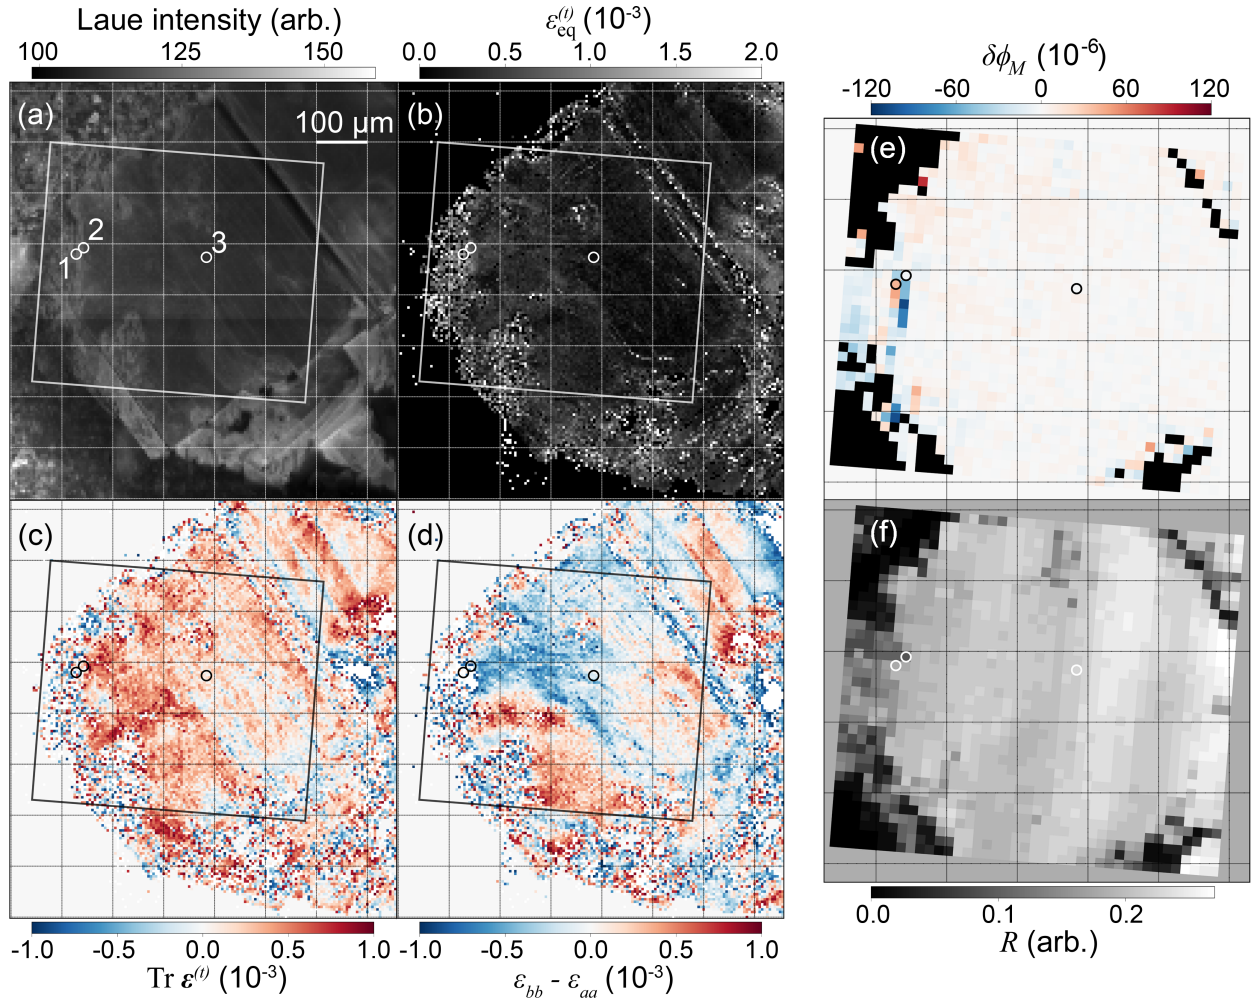 Laue intensity (arb.)
100 125 150
ε_eq^(t) (10^-3)
0.0 0.5 1.0 1.5 2.0
δϕ_M (10^-6)
-120 -60 0 60 120
(a)
100 µm
(b)
(e)
1 2 3
(c)
(d)
(f)
-1.0 -0.5 0.0 0.5 1.0
Tr ε^(t) (10^-3)
-1.0 -0.5 0.0 0.5 1.0
ε_bb - ε_aa (10^-3)
0.0 0.1 0.2
R (arb.)